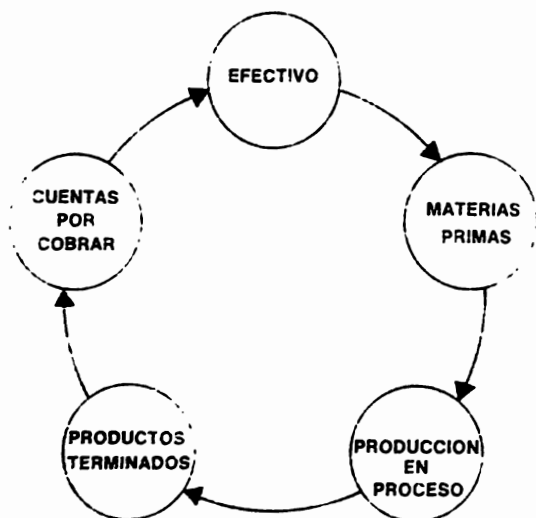 EFECTIVO
MATERIAS
PRIMAS
PRODUCCION
EN
PROCESO
PRODUCTOS
TERMINADOS
CUENTAS
POR
COBRAR